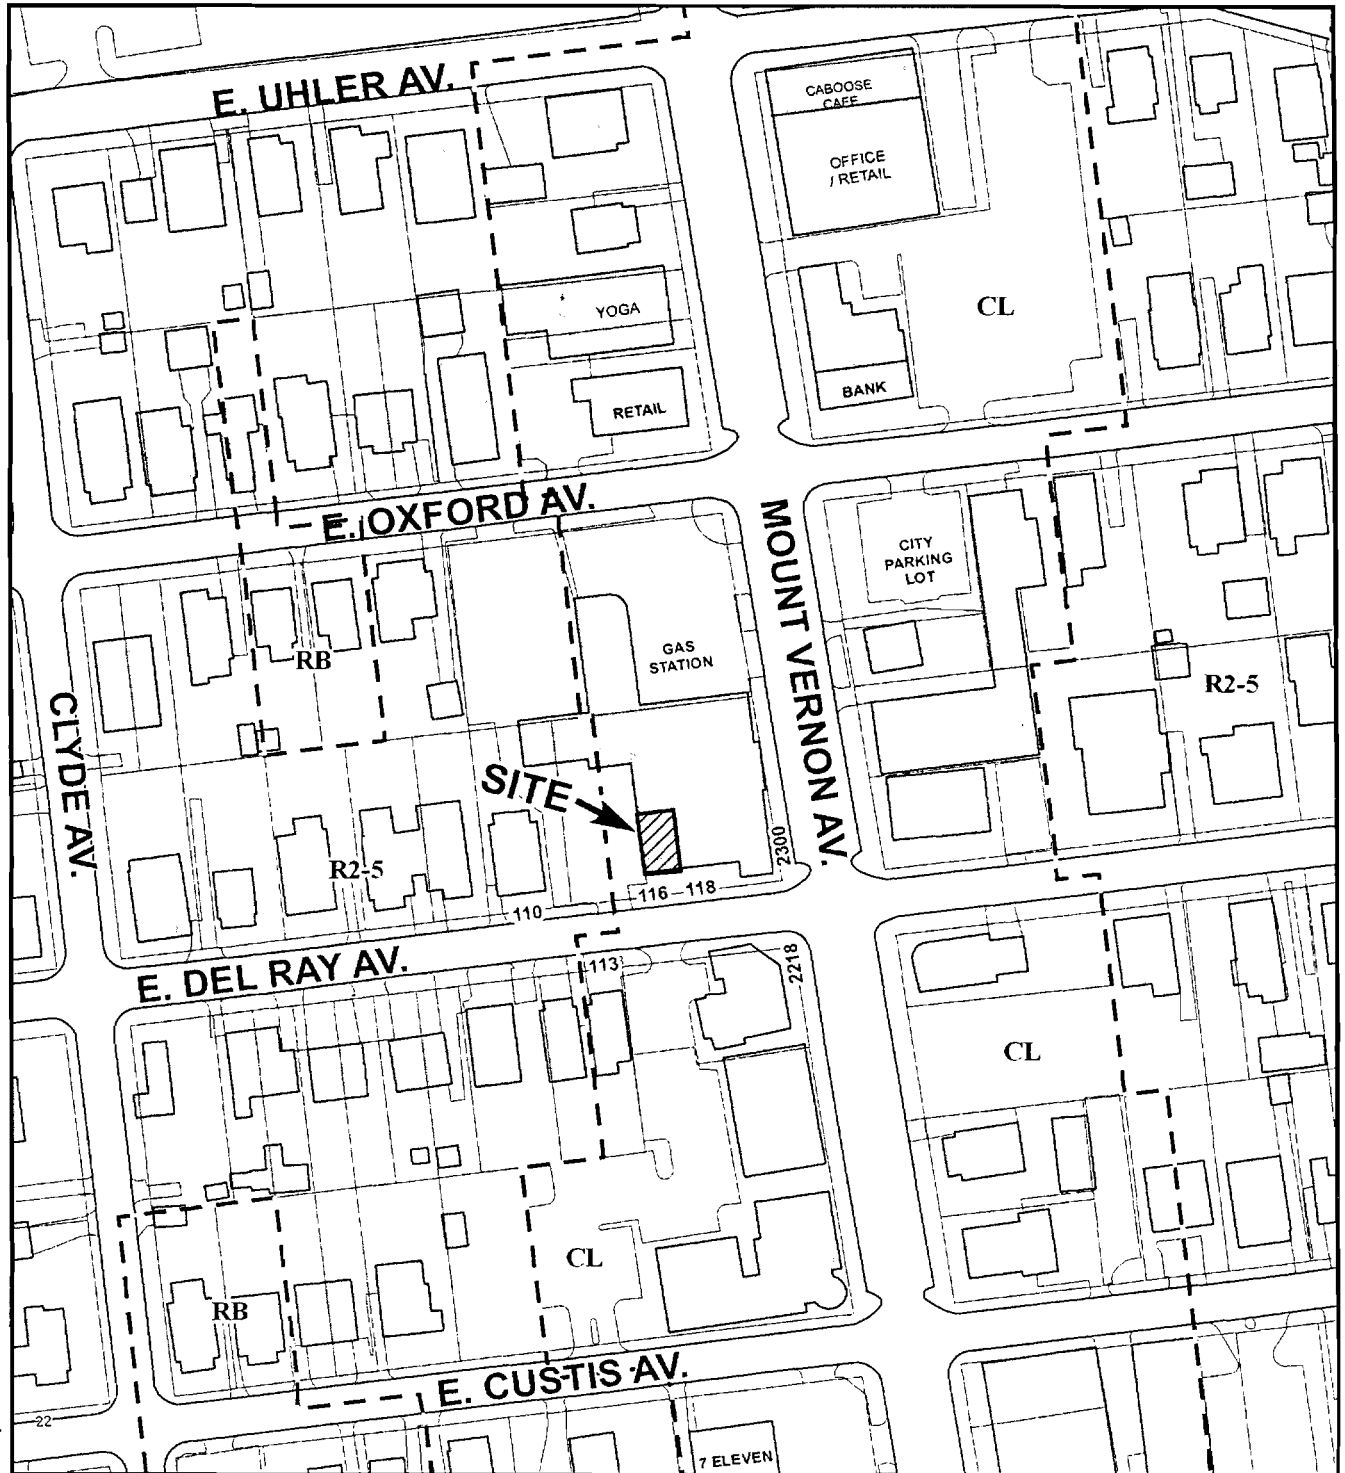 E. UHLER AV.
CABOOSE
CAFE
OFFICE
/ RETAIL
CL
YOGA
BANK
RETAIL
E. OXFORD AV.
MOUNT VERNON AV.
CITY
PARKING
LOT
GAS
STATION
RB
R2-5
CLYDE AV.
SITE
2300
R2-5
116-118
110
E. DEL RAY AV.
113
2218
CL
CL
RB
E. CUSTIS AV.
22
7 ELEVEN